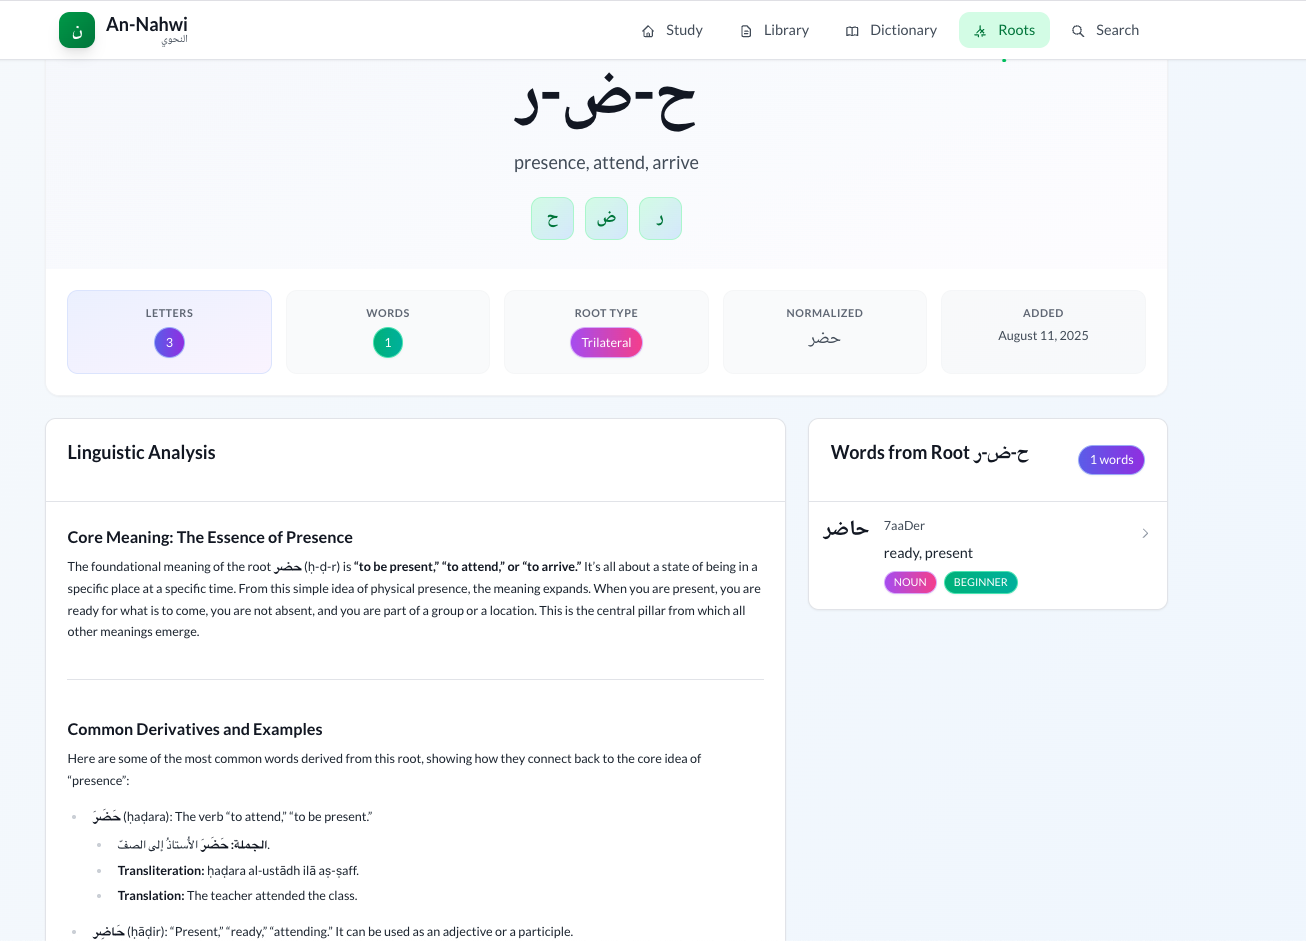 ن
An-Nahwi
النحوي
Study
Library
Dictionary
Roots
Search
ح-ض-ر
presence, attend, arrive
ح ض ر
LETTERS
3
WORDS
1
ROOT TYPE
Trilateral
NORMALIZED
حضر
ADDED
August 11, 2025
Linguistic Analysis
Core Meaning: The Essence of Presence
The foundational meaning of the root حضر (ḥ-ḍ-r) is “to be present,” “to attend,” or “to arrive.” It’s all about a state of being in a
specific place at a specific time. From this simple idea of physical presence, the meaning expands. When you are present, you are
ready for what is to come, you are not absent, and you are part of a group or a location. This is the central pillar from which all
other meanings emerge.
Common Derivatives and Examples
Here are some of the most common words derived from this root, showing how they connect back to the core idea of
“presence”:
حَضَرَ (ḥaḍara): The verb “to attend,” “to be present.”
الجملة: حَضَرَ الأستاذُ إلى الصفّ.
Transliteration: ḥaḍara al-ustādh ilā aṣ-ṣaff.
Translation: The teacher attended the class.
حَاضِر (ḥāḍir): “Present,” “ready,” “attending.” It can be used as an adjective or a participle.
Words from Root ح-ض-ر
1 words
حاضر
7aaDer
ready, present
NOUN
BEGINNER